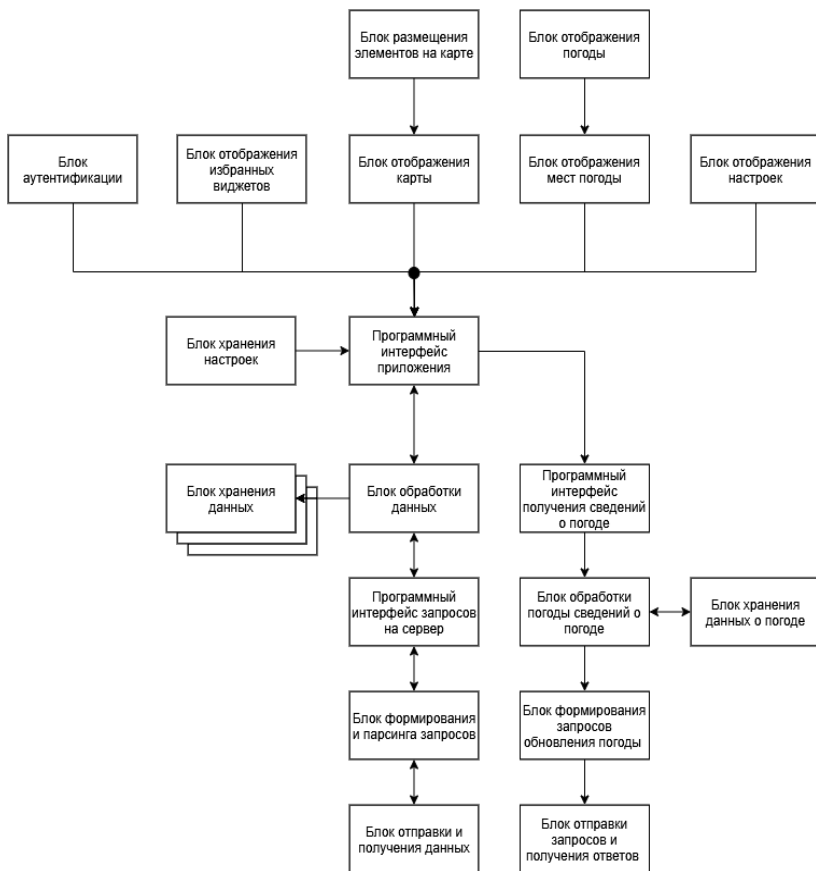 Блок размещения
элементов на карте
Блок отображения
погоды
Блок
аутентификации
Блок отображения
избранных
виджетов
Блок отображения
карты
Блок отображения
мест погоды
Блок отображения
настроек
Блок хранения
настроек
Программный
интерфейс
приложения
Блок хранения
данных
Блок обработки
данных
Программный
интерфейс
получения сведений
о погоде
Программный
интерфейс запросов
на сервер
Блок обработки
погоды сведений о
погоде
Блок хранения
данных о погоде
Блок формирования
и парсинга запросов
Блок формирования
запросов
обновления погоды
Блок отправки и
получения данных
Блок отправки
запросов и
получения ответов